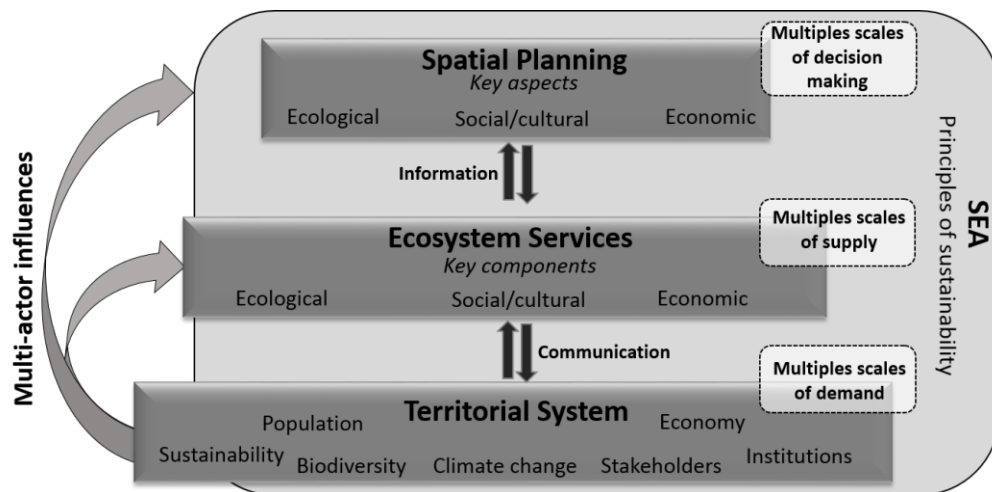 Multiples scales
of decision
making
Spatial Planning
Key aspects
Ecological Social/cultural Economic
Information
Multiples scales
of supply
Ecosystem Services
Key components
Ecological Social/cultural Economic
Communication
Multiples scales
of demand
Territorial System
Population Economy
Sustainability Biodiversity Climate change Stakeholders Institutions
Multi-actor influences
SEA
Principles of sustainability